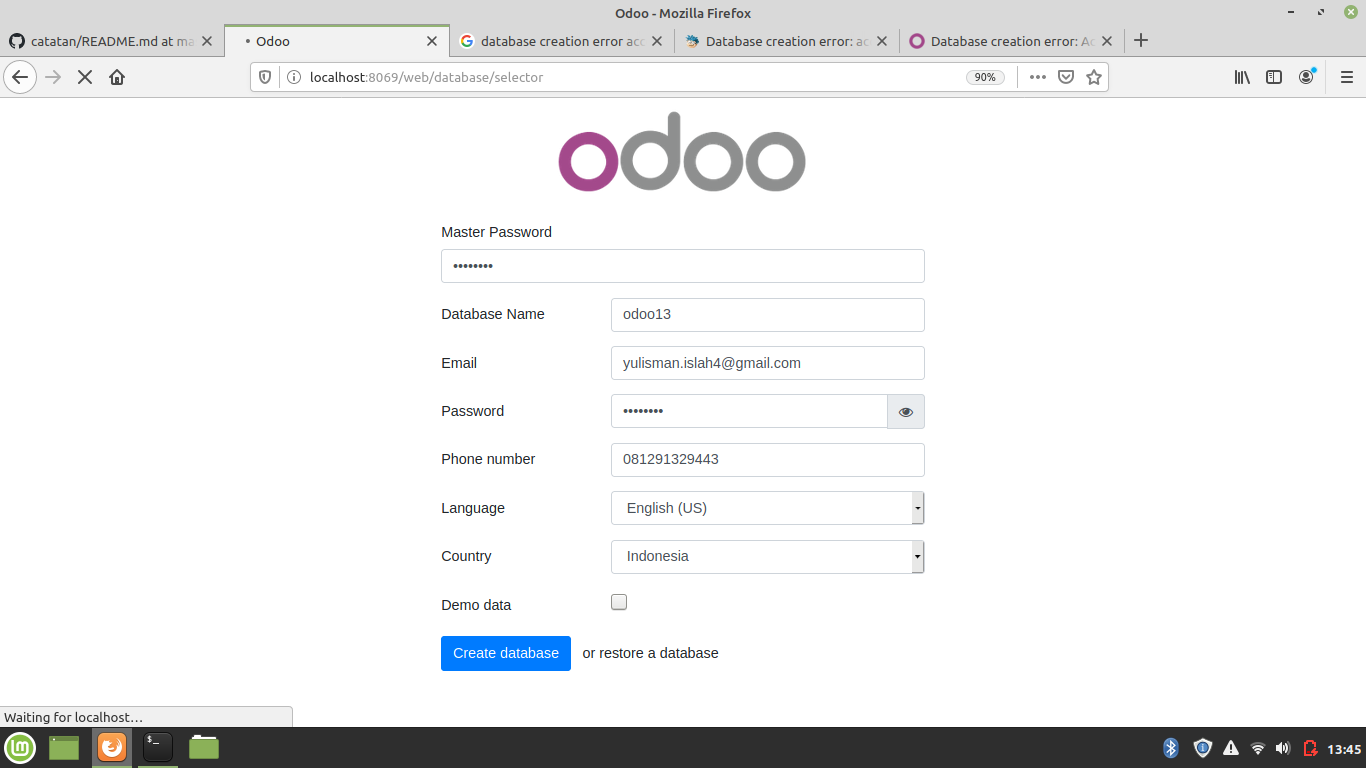 Odoo - Mozilla Firefox
catatan/README.md at ma
Odoo
database creation error acc
Database creation error: ac
Database creation error: Ac
localhost:8069/web/database/selector
90%
odoo
Master Password
••••••••
Database Name
odoo13
Email
yulisman.islah4@gmail.com
Password
••••••••
Phone number
081291329443
Language
English (US)
Country
Indonesia
Demo data
Create database
or restore a database
Waiting for localhost…
13:45